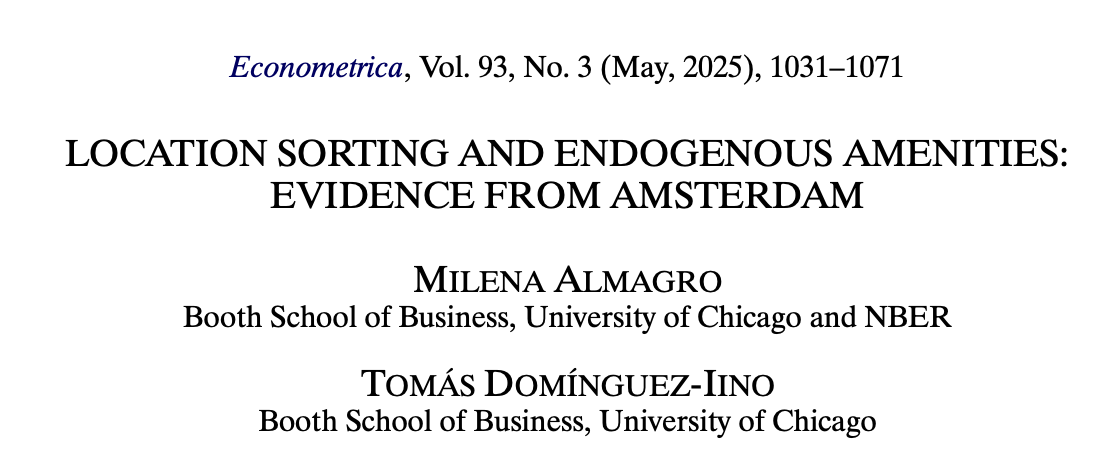 Econometrica, Vol. 93, No. 3 (May, 2025), 1031–1071
LOCATION SORTING AND ENDOGENOUS AMENITIES:
EVIDENCE FROM AMSTERDAM
MILENA ALMAGRO
Booth School of Business, University of Chicago and NBER
TOMÁS DOMÍNGUEZ-IINO
Booth School of Business, University of Chicago